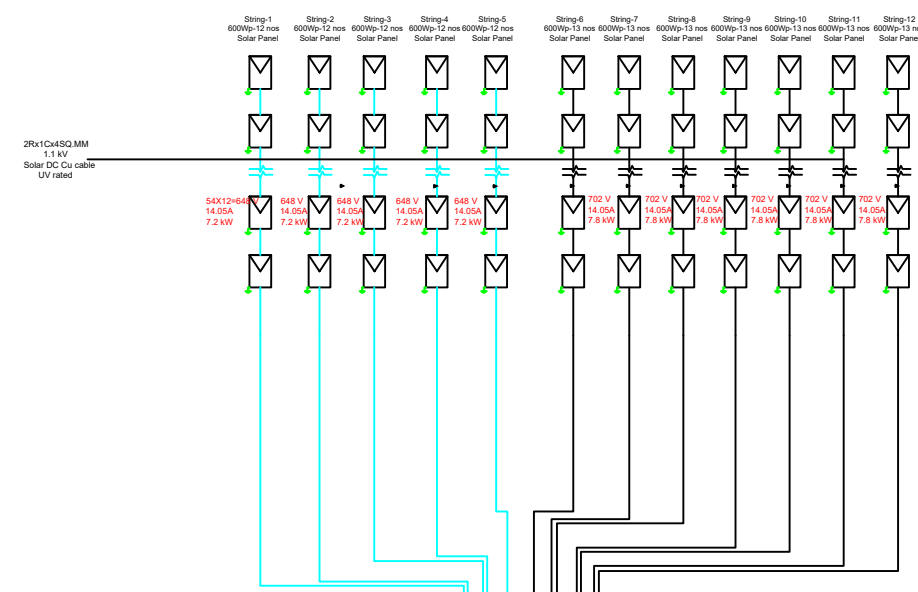 String-1
600Wp-12 nos
Solar Panel
String-2
600Wp-12 nos
Solar Panel
String-3
600Wp-12 nos
Solar Panel
String-4
600Wp-12 nos
Solar Panel
String-5
600Wp-12 nos
Solar Panel
String-6
600Wp-13 nos
Solar Panel
String-7
600Wp-13 nos
Solar Panel
String-8
600Wp-13 nos
Solar Panel
String-9
600Wp-13 nos
Solar Panel
String-10
600Wp-13 nos
Solar Panel
String-11
600Wp-13 nos
Solar Panel
String-12
600Wp-13
Solar Panel
2Rx1Cx4SQ.MM
1.1 kV
Solar DC Cu cable
UV rated
54X12=648 V
14.05A
7.2 kW
648 V
14.05A
7.2 kW
648 V
14.05A
7.2 kW
648 V
14.05A
7.2 kW
648 V
14.05A
7.2 kW
702 V
14.05A
7.8 kW
702 V
14.05A
7.8 kW
702 V
14.05A
7.8 kW
702 V
14.05A
7.8 kW
702 V
14.05A
7.8 kW
702 V
14.05A
7.8 kW